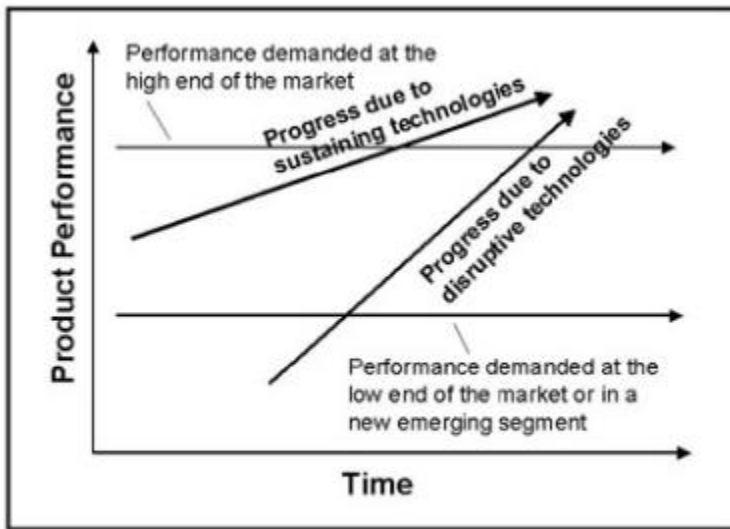 Performance demanded at the
high end of the market
Progress due to
sustaining technologies
Progress due to
disruptive technologies
Product Performance
Performance demanded at the
low end of the market or in a
new emerging segment
Time